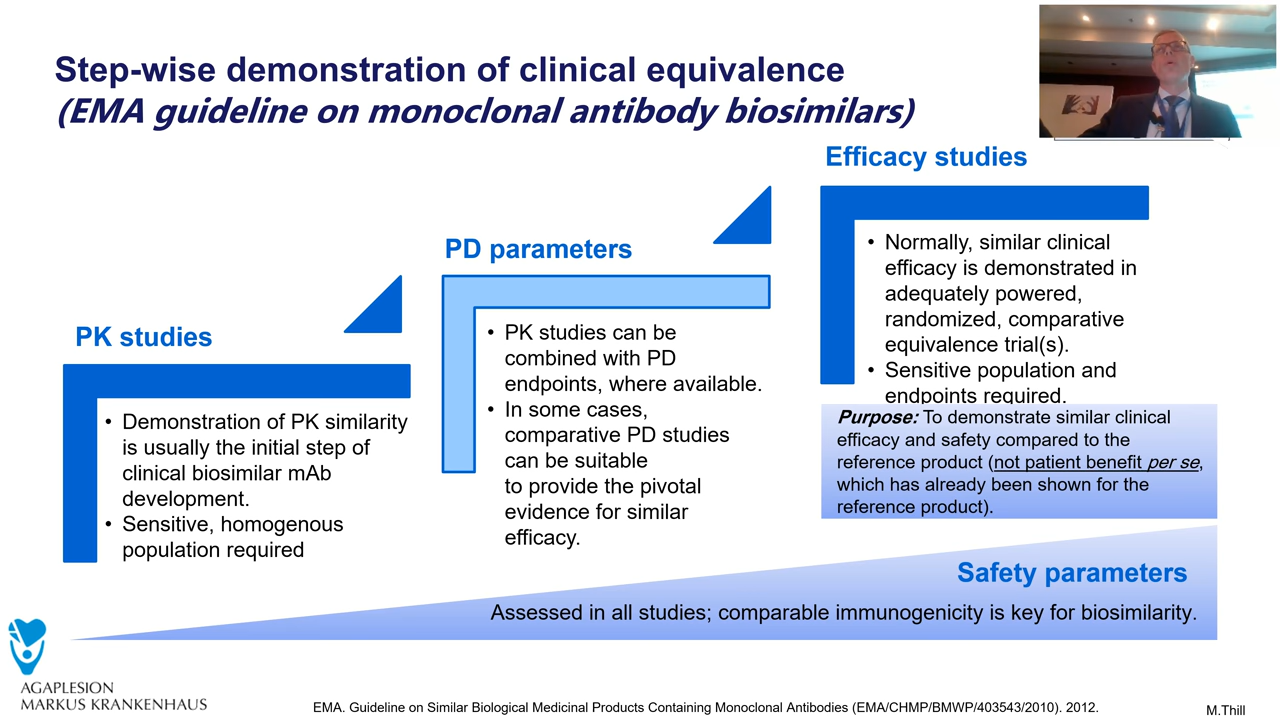 Step-wise demonstration of clinical equivalence
(EMA guideline on monoclonal antibody biosimilars)
PK studies
• Demonstration of PK similarity
is usually the initial step of
clinical biosimilar mAb
development.
• Sensitive, homogenous
population required
PD parameters
• PK studies can be
combined with PD
endpoints, where available.
• In some cases,
comparative PD studies
can be suitable
to provide the pivotal
evidence for similar
efficacy.
Efficacy studies
• Normally, similar clinical
efficacy is demonstrated in
adequately powered,
randomized, comparative
equivalence trial(s).
• Sensitive population and
endpoints required.
Purpose: To demonstrate similar clinical
efficacy and safety compared to the
reference product (not patient benefit per se,
which has already been shown for the
reference product).
Safety parameters
Assessed in all studies; comparable immunogenicity is key for biosimilarity.
AGAPLESION
MARKUS KRANKENHAUS
EMA. Guideline on Similar Biological Medicinal Products Containing Monoclonal Antibodies (EMA/CHMP/BMWP/403543/2010). 2012.
M.Thill